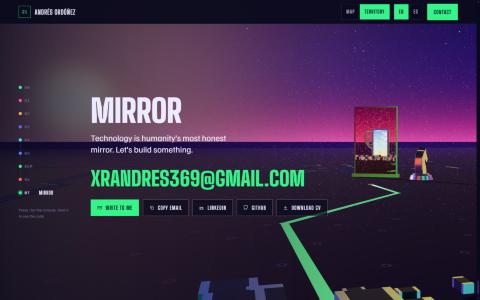 ANDRÉS ORDÓÑEZ
MAP
TERRITORY
EN
ES
CONTACT
MIRROR
Technology is humanity's most honest
mirror. Let's build something.
XRANDRES369@GMAIL.COM
WRITE TO ME
COPY EMAIL
LINKEDIN
GITHUB
DOWNLOAD CV
MIRROR